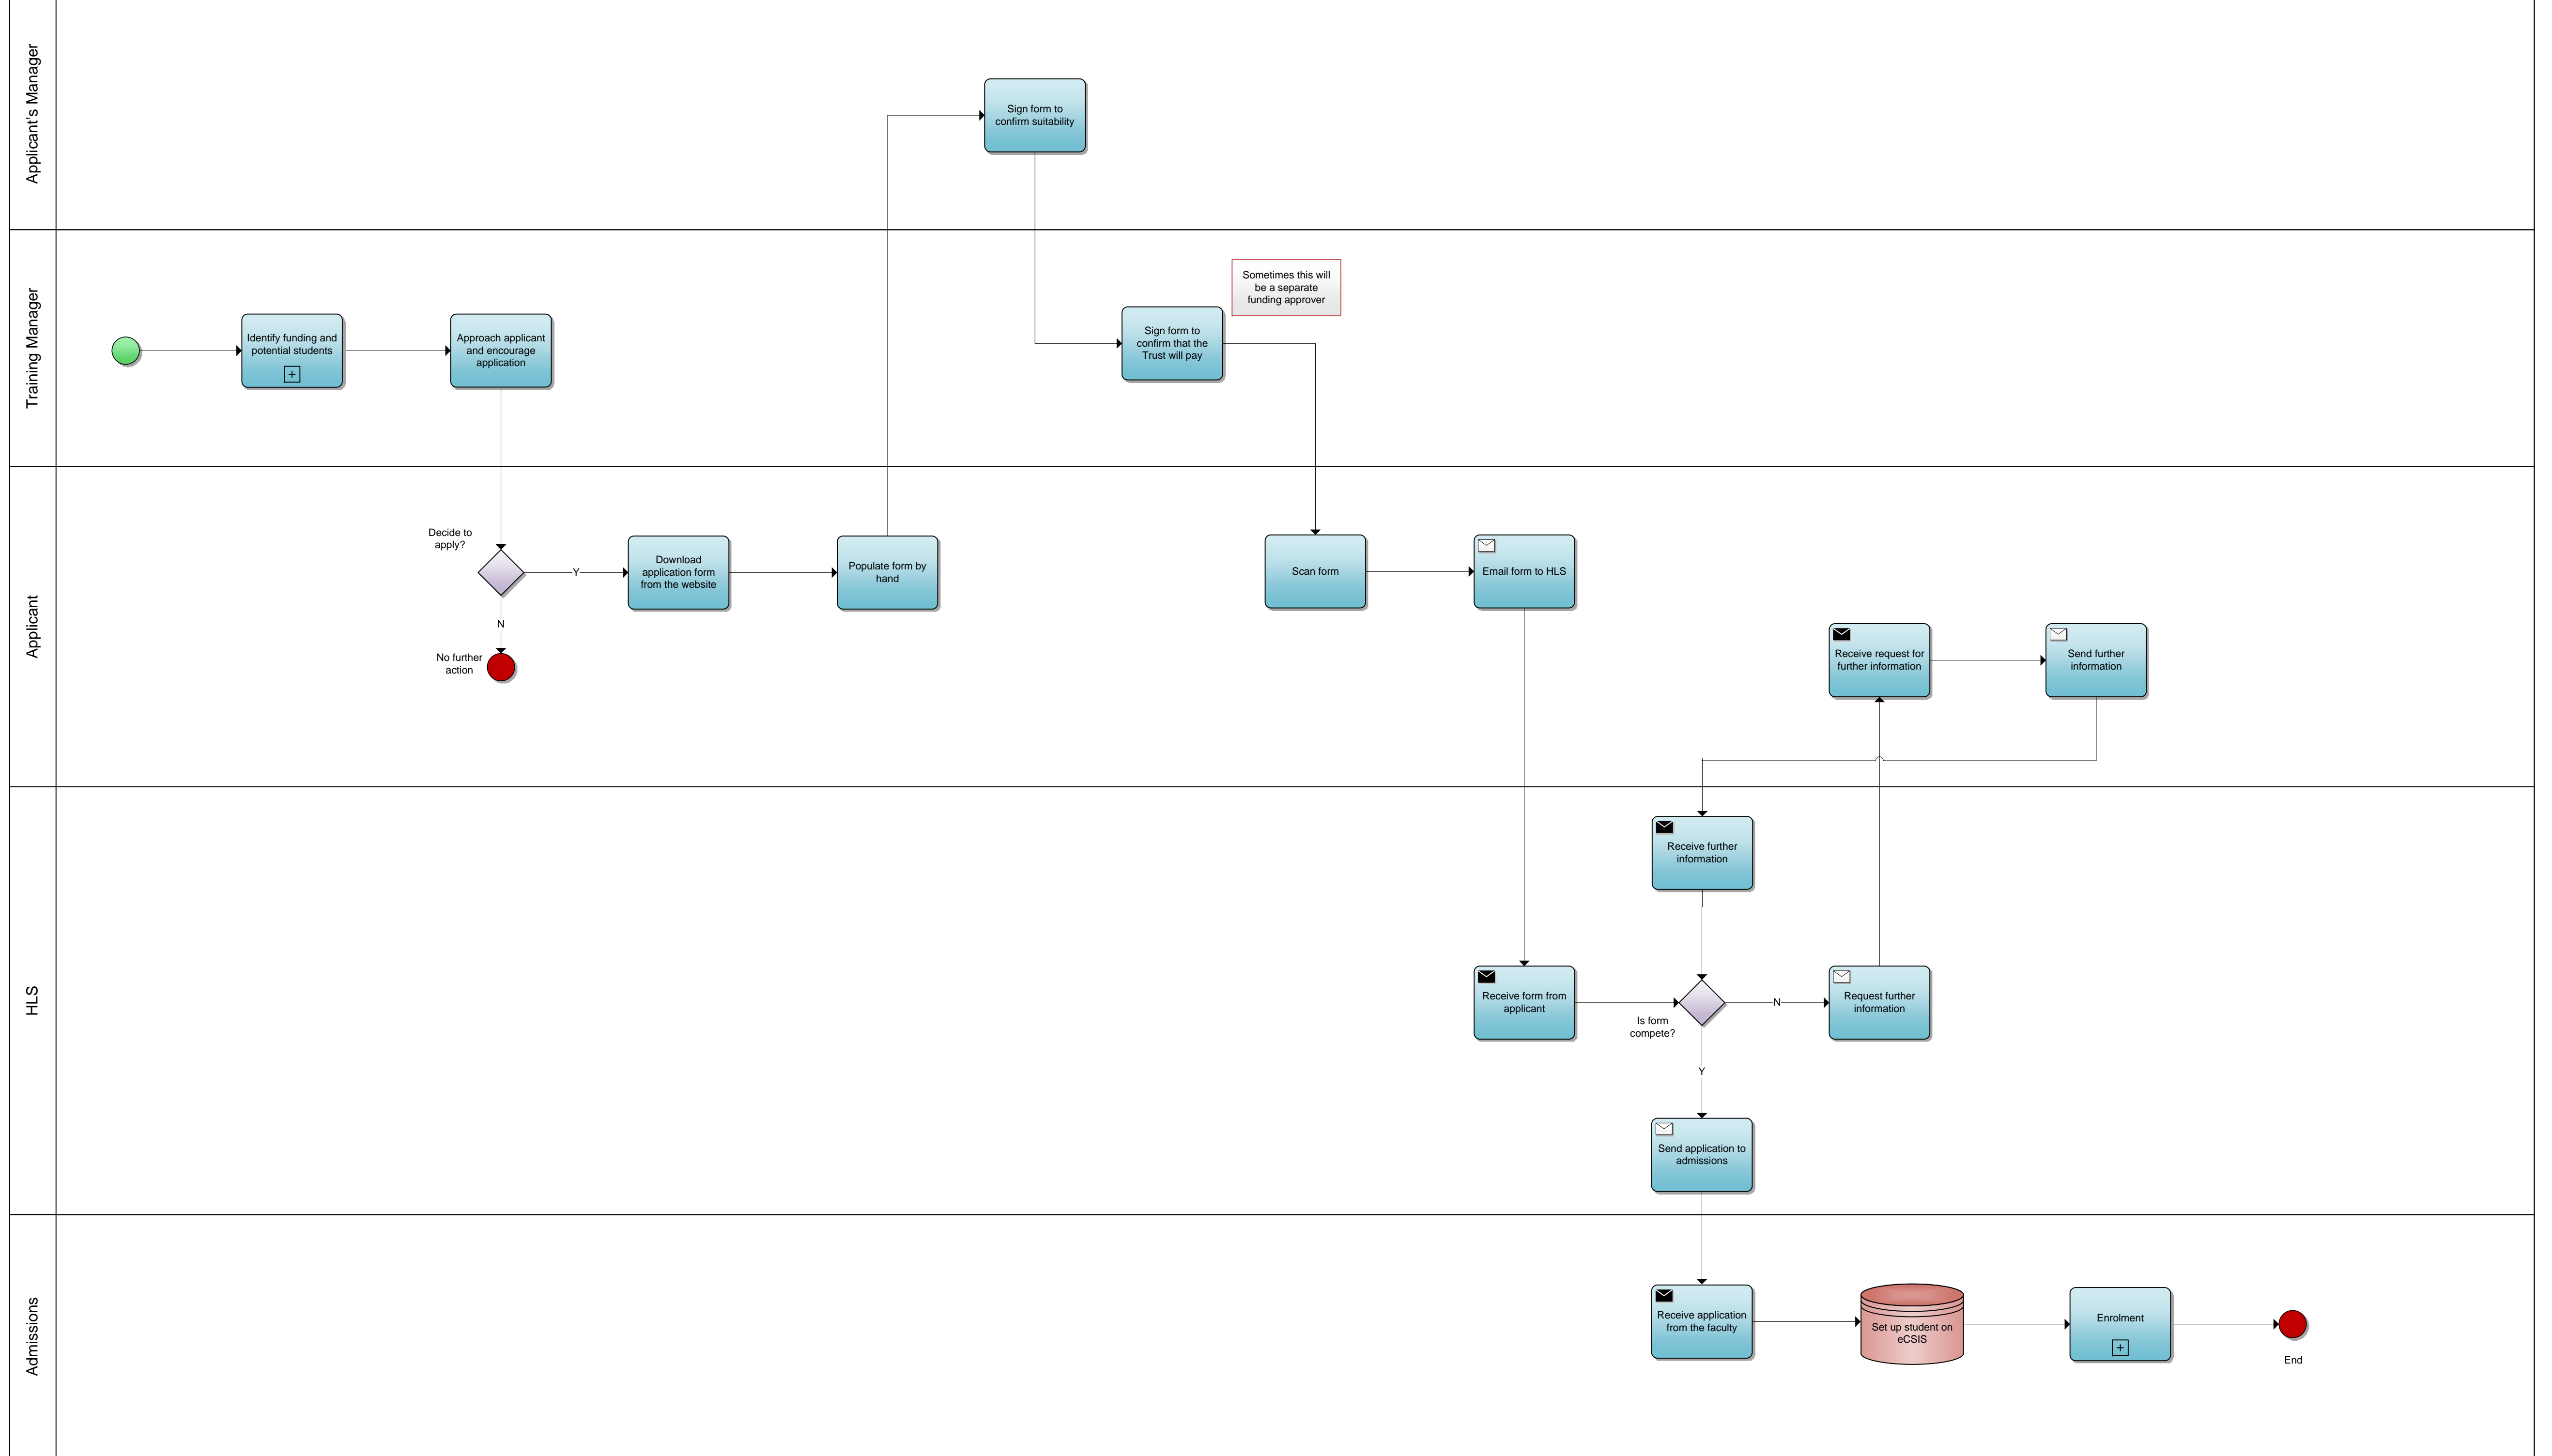 Applicant's Manager
Sign form to
confirm suitability
Training Manager
Identify funding and
potential students
Approach applicant
and encourage
application
Sign form to
confirm that the
Trust will pay
Sometimes this will
be a separate
funding approver
Applicant
Decide to
apply?
Y
N
No further
action
Download
application form
from the website
Populate form by
hand
Scan form
Email form to HLS
Receive request for
further information
Send further
information
HLS
Receive further
information
Receive form from
applicant
Is form
compete?
N
Y
Request further
information
Send application to
admissions
Admissions
Receive application
from the faculty
Set up student on
eCSIS
Enrolment
End